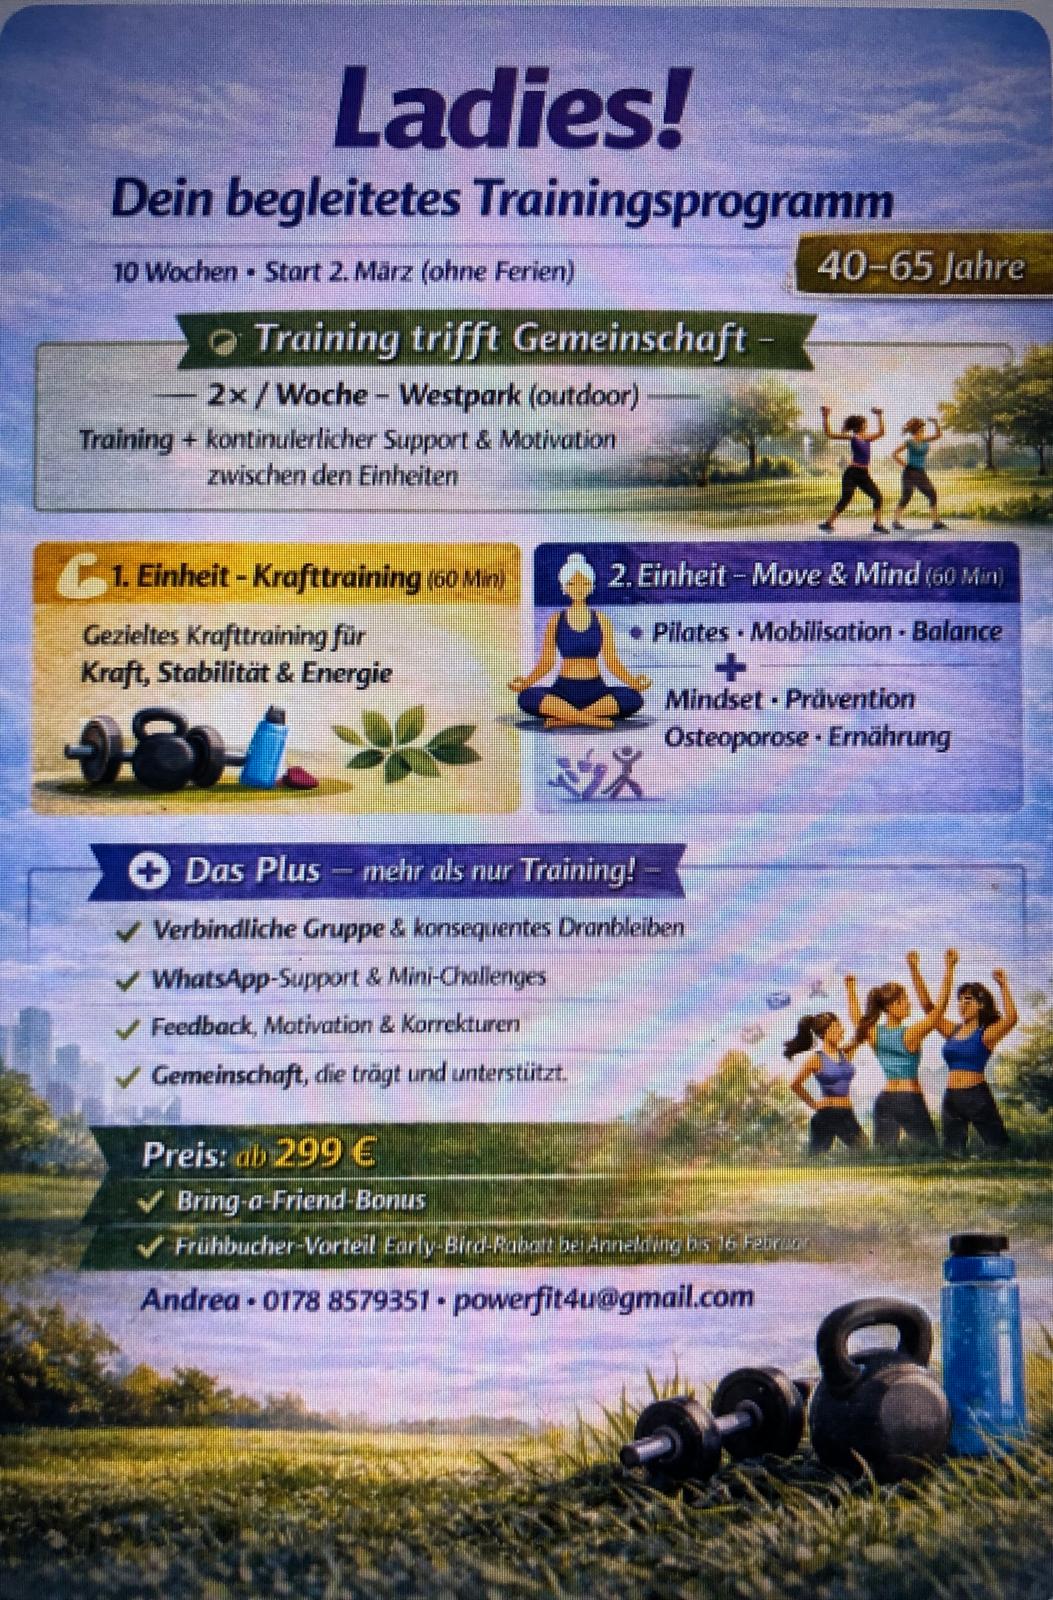 Ladies!
Dein begleitetes Trainingsprogramm
10 Wochen • Start 2. März (ohne Ferien)
40–65 Jahre
Training trifft Gemeinschaft –
2x / Woche – Westpark (outdoor)
Training + kontinulerlicher Support & Motivation
zwischen den Einheiten
1. Einheit - Krafttraining (60 Min)
Gezieltes Krafttraining für
Kraft, Stabilität & Energie
2. Einheit – Move & Mind (60 Min)
• Pilates · Mobilisation · Balance
+
Mindset · Prävention
Osteoporose · Ernährung
Das Plus — mehr als nur Training! –
Verbindliche Gruppe & konsequentes Dranbleiben
WhatsApp-Support & Mini-Challenges
Feedback, Motivation & Korrekturen
Gemeinschaft, die trägt und unterstützt.
Preis: ab 299 €
Bring-a-Friend-Bonus
Frühbucher-Vorteil Early-Bird-Rabatt bei Anmeldung bis 16 Februar
Andrea • 0178 8579351 • powerfit4u@gmail.com